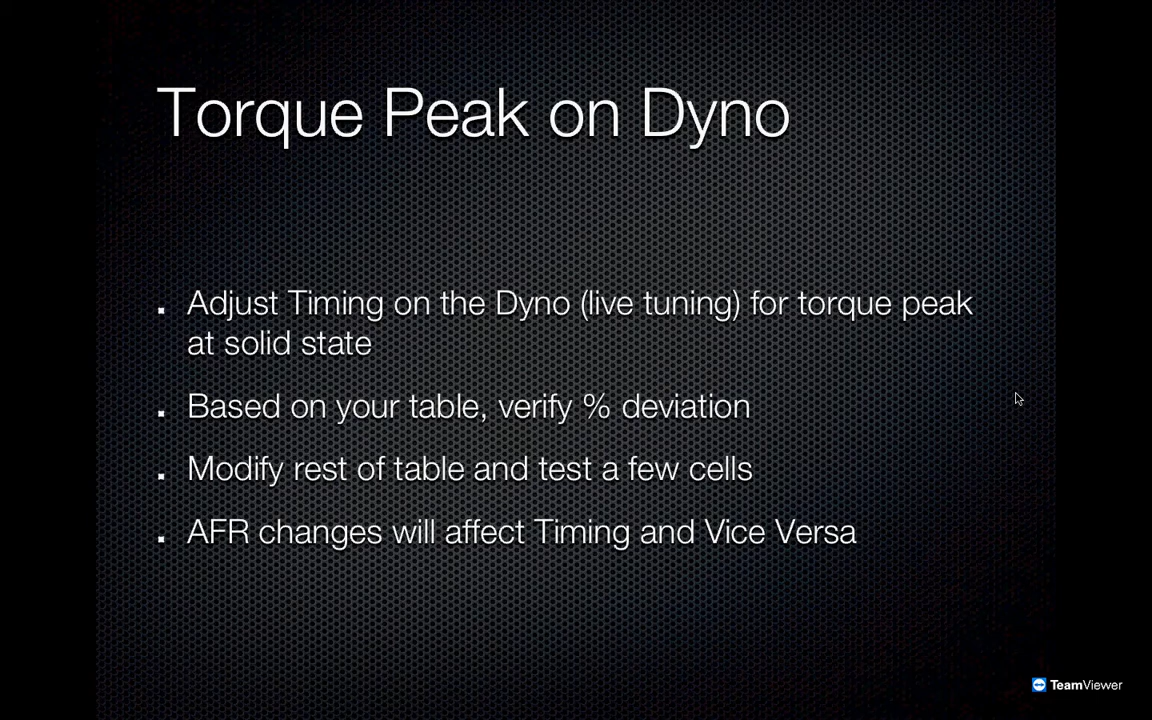 Torque Peak on Dyno
Adjust Timing on the Dyno (live tuning) for torque peak
at solid state
Based on your table, verify % deviation
Modify rest of table and test a few cells
AFR changes will affect Timing and Vice Versa
TeamViewer